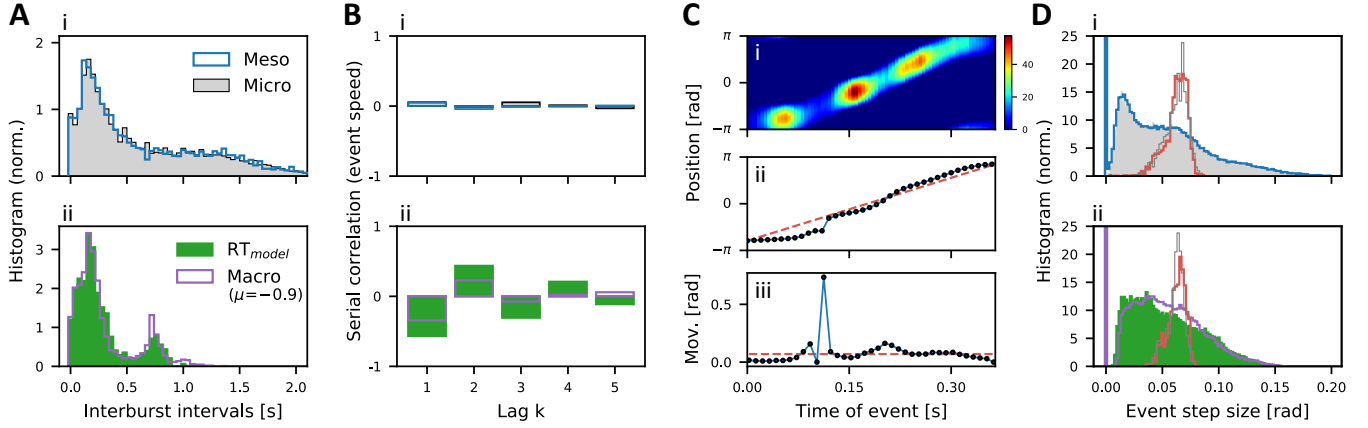 A
B
C
D
i
i
i
i
2
1
0
Meso
Micro
1
0
-1
π
0
−π
Position [rad]
40
20
0
25
20
15
10
5
0
ii
ii
ii
ii
3
2
1
0
Histogram (norm.)
RTmodel
Macro
(μ=−0.9)
0.0 0.5 1.0 1.5 2.0
Interburst intervals [s]
Serial correlation (event speed)
1
0
-1
1 2 3 4 5
Lag k
π
0
−π
iii
Mov. [rad]
0.5
0.0
0.00 0.15 0.30
Time of event [s]
Histogram (norm.)
25
20
15
10
5
0
0.00 0.05 0.10 0.15 0.20
Event step size [rad]